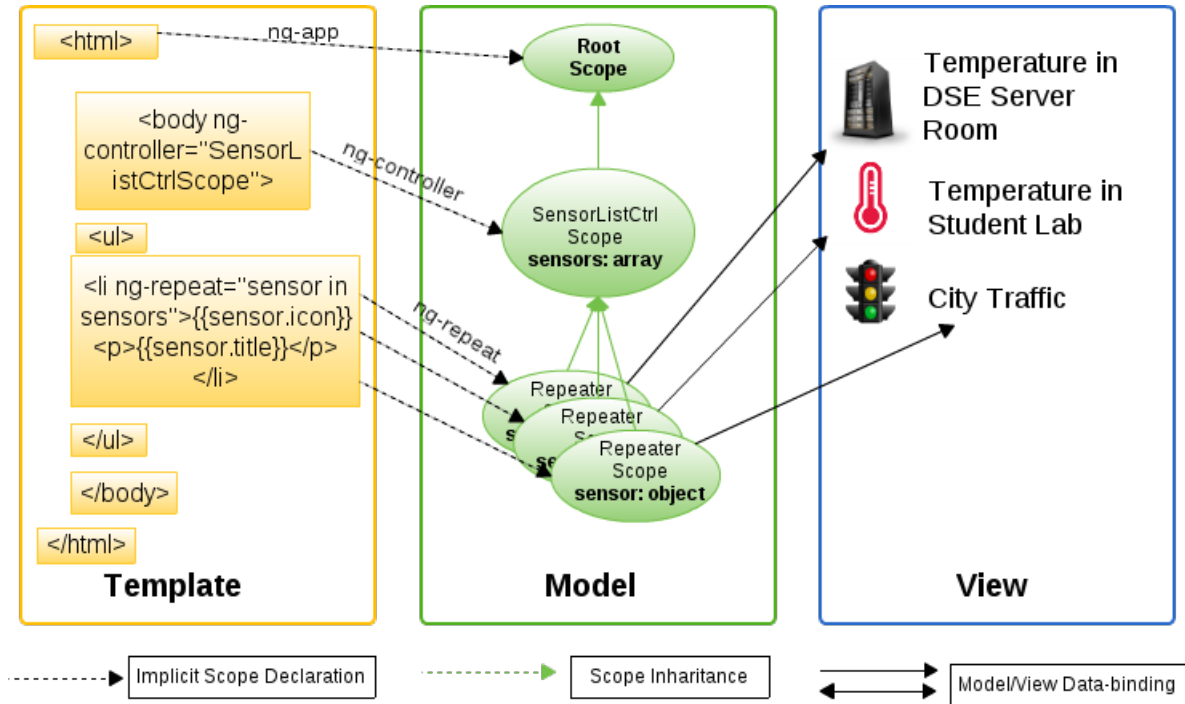 <html>
<body ng-
controller="SensorL
istCtrlScope">
<ul>
<li ng-repeat="sensor in
sensors">{{sensor.icon}}
<p>{{sensor.title}}</p>
</li>
</ul>
</body>
</html>
Template
ng-app
ng-controller
ng-repeat
Root
Scope
SensorListCtrl
Scope
sensors: array
Repeater
Repeater
Repeater
Scope
sensor: object
Model
Temperature in
DSE Server
Room
Temperature in
Student Lab
City Traffic
View
Implicit Scope Declaration
Scope Inheritance
Model/View Data-binding